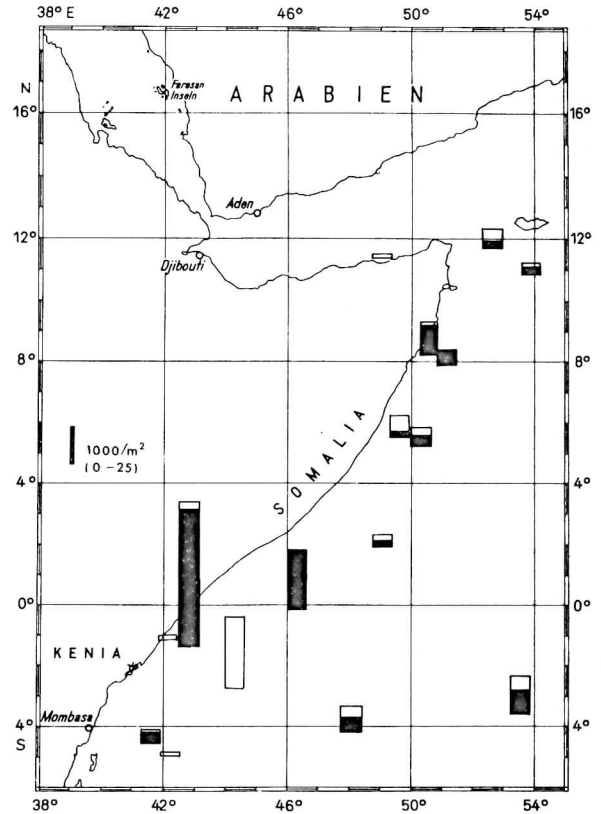 38° E 42° 46° 50° 54°
N
Farasan
Inseln
A R A B I E N
16° 16°
Aden
12° 12°
Djibouti
8° 8°
1000/m²
(0-25)
S O M A L I A
4° 4°
0° 0°
K E N I A
Mombasa
4° 4°
S
38° 42° 46° 50° 54°